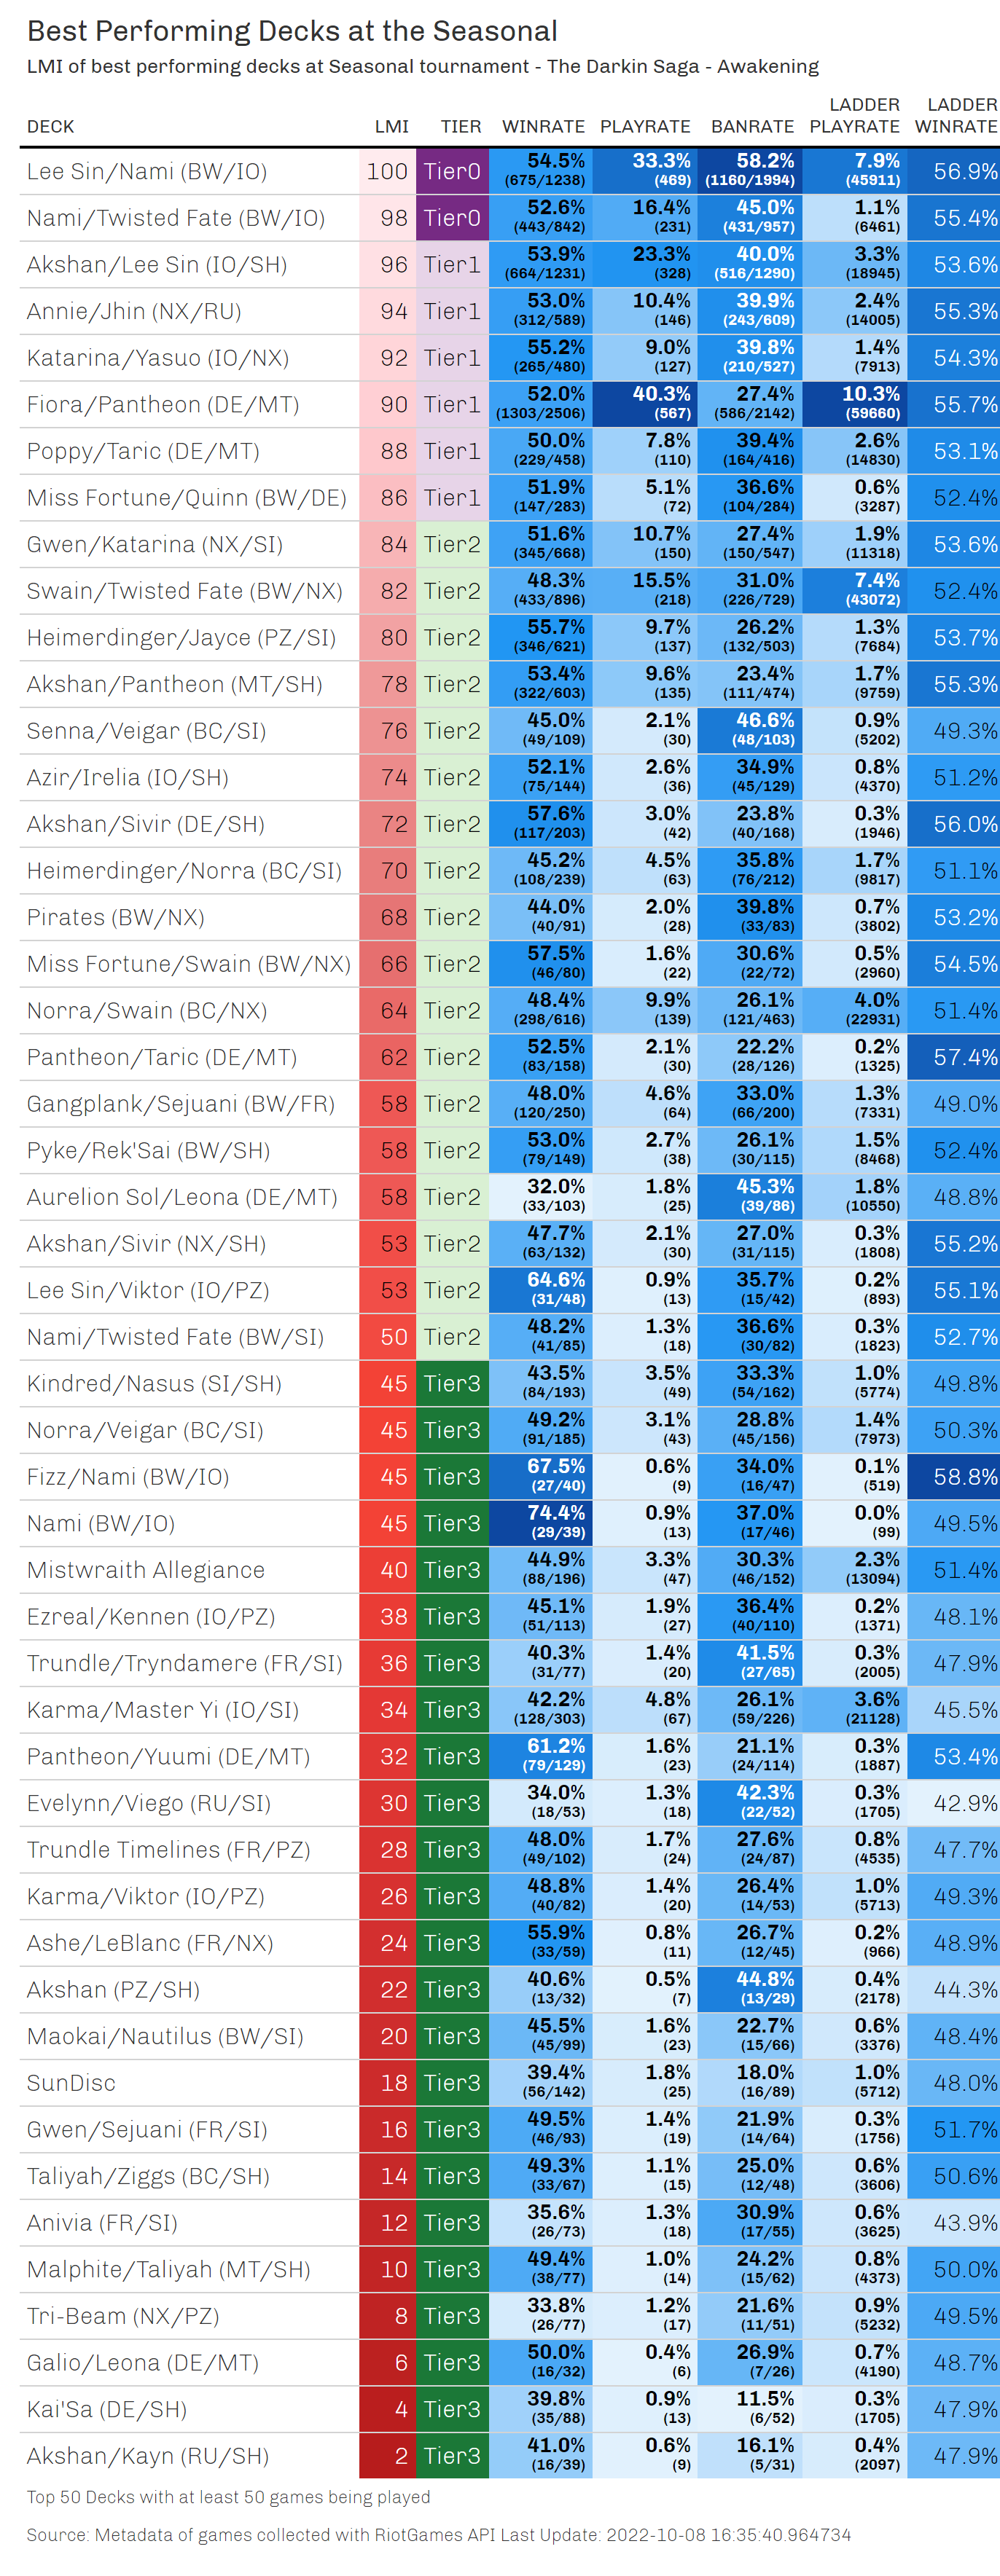 Best Performing Decks at the Seasonal
LMI of best performing decks at Seasonal tournament - The Darkin Saga - Awakening
DECK LMI TIER WINRATE PLAYRATE BANRATE LADDER PLAYRATE LADDER WINRATE
Lee Sin/Nami (BW/IO) 100 Tier0 54.5% (675/1238) 33.3% (469) 58.2% (1160/1994) 7.9% (45911) 56.9%
Nami/Twisted Fate (BW/IO) 98 Tier0 52.6% (443/842) 16.4% (231) 45.0% (431/957) 1.1% (6461) 55.4%
Akshan/Lee Sin (IO/SH) 96 Tier1 53.9% (664/1231) 23.3% (328) 40.0% (516/1290) 3.3% (18945) 53.6%
Annie/Jhin (NX/RU) 94 Tier1 53.0% (312/589) 10.4% (146) 39.9% (243/609) 2.4% (14005) 55.3%
Katarina/Yasuo (IO/NX) 92 Tier1 55.2% (265/480) 9.0% (127) 39.8% (210/527) 1.4% (7913) 54.3%
Fiora/Pantheon (DE/MT) 90 Tier1 52.0% (1303/2506) 40.3% (567) 27.4% (586/2142) 10.3% (59660) 55.7%
Poppy/Taric (DE/MT) 88 Tier1 50.0% (229/458) 7.8% (110) 39.4% (164/416) 2.6% (14830) 53.1%
Miss Fortune/Quinn (BW/DE) 86 Tier1 51.9% (147/283) 5.1% (72) 36.6% (104/284) 0.6% (3287) 52.4%
Gwen/Katarina (NX/SI) 84 Tier2 51.6% (345/668) 10.7% (150) 27.4% (150/547) 1.9% (11318) 53.6%
Swain/Twisted Fate (BW/NX) 82 Tier2 48.3% (433/896) 15.5% (218) 31.0% (226/729) 7.4% (43072) 52.4%
Heimerdinger/Jayce (PZ/SI) 80 Tier2 55.7% (346/621) 9.7% (137) 26.2% (132/503) 1.3% (7684) 53.7%
Akshan/Pantheon (MT/SH) 78 Tier2 53.4% (322/603) 9.6% (135) 23.4% (111/474) 1.7% (9759) 55.3%
Senna/Veigar (BC/SI) 76 Tier2 45.0% (49/109) 2.1% (30) 46.6% (48/103) 0.9% (5202) 49.3%
Azir/Irelia (IO/SH) 74 Tier2 52.1% (75/144) 2.6% (36) 34.9% (45/129) 0.8% (4370) 51.2%
Akshan/Sivir (DE/SH) 72 Tier2 57.6% (117/203) 3.0% (42) 23.8% (40/168) 0.3% (1946) 56.0%
Heimerdinger/Norra (BC/SI) 70 Tier2 45.2% (108/239) 4.5% (63) 35.8% (76/212) 1.7% (9817) 51.1%
Pirates (BW/NX) 68 Tier2 44.0% (40/91) 2.0% (28) 39.8% (33/83) 0.7% (3802) 53.2%
Miss Fortune/Swain (BW/NX) 66 Tier2 57.5% (46/80) 1.6% (22) 30.6% (22/72) 0.5% (2960) 54.5%
Norra/Swain (BC/NX) 64 Tier2 48.4% (298/616) 9.9% (139) 26.1% (121/463) 4.0% (22931) 51.4%
Pantheon/Taric (DE/MT) 62 Tier2 52.5% (83/158) 2.1% (30) 22.2% (28/126) 0.2% (1325) 57.4%
Gangplank/Sejuani (BW/FR) 58 Tier2 48.0% (120/250) 4.6% (64) 33.0% (66/200) 1.3% (7331) 49.0%
Pyke/Rek'Sai (BW/SH) 58 Tier2 53.0% (79/149) 2.7% (38) 26.1% (30/115) 1.5% (8468) 52.4%
Aurelion Sol/Leona (DE/MT) 58 Tier2 32.0% (33/103) 1.8% (25) 45.3% (39/86) 1.8% (10550) 48.8%
Akshan/Sivir (NX/SH) 53 Tier2 47.7% (63/132) 2.1% (30) 27.0% (31/115) 0.3% (1808) 55.2%
Lee Sin/Viktor (IO/PZ) 53 Tier2 64.6% (31/48) 0.9% (13) 35.7% (15/42) 0.2% (893) 55.1%
Nami/Twisted Fate (BW/SI) 50 Tier2 48.2% (41/85) 1.3% (18) 36.6% (30/82) 0.3% (1823) 52.7%
Kindred/Nasus (SI/SH) 45 Tier3 43.5% (84/193) 3.5% (49) 33.3% (54/162) 1.0% (5774) 49.8%
Norra/Veigar (BC/SI) 45 Tier3 49.2% (91/185) 3.1% (43) 28.8% (45/156) 1.4% (7973) 50.3%
Fizz/Nami (BW/IO) 45 Tier3 67.5% (27/40) 0.6% (9) 34.0% (16/47) 0.1% (519) 58.8%
Nami (BW/IO) 45 Tier3 74.4% (29/39) 0.9% (13) 37.0% (17/46) 0.0% (99) 49.5%
Mistwraith Allegiance 40 Tier3 44.9% (88/196) 3.3% (47) 30.3% (46/152) 2.3% (13094) 51.4%
Ezreal/Kennen (IO/PZ) 38 Tier3 45.1% (51/113) 1.9% (27) 36.4% (40/110) 0.2% (1371) 48.1%
Trundle/Tryndamere (FR/SI) 36 Tier3 40.3% (31/77) 1.4% (20) 41.5% (27/65) 0.3% (2005) 47.9%
Karma/Master Yi (IO/SI) 34 Tier3 42.2% (128/303) 4.8% (67) 26.1% (59/226) 3.6% (21128) 45.5%
Pantheon/Yuumi (DE/MT) 32 Tier3 61.2% (79/129) 1.6% (23) 21.1% (24/114) 0.3% (1887) 53.4%
Evelynn/Viego (RU/SI) 30 Tier3 34.0% (18/53) 1.3% (18) 42.3% (22/52) 0.3% (1705) 42.9%
Trundle Timelines (FR/PZ) 28 Tier3 48.0% (49/102) 1.7% (24) 27.6% (24/87) 0.8% (4535) 47.7%
Karma/Viktor (IO/PZ) 26 Tier3 48.8% (40/82) 1.4% (20) 26.4% (14/53) 1.0% (5713) 49.3%
Ashe/LeBlanc (FR/NX) 24 Tier3 55.9% (33/59) 0.8% (11) 26.7% (12/45) 0.2% (966) 48.9%
Akshan (PZ/SH) 22 Tier3 40.6% (13/32) 0.5% (7) 44.8% (13/29) 0.4% (2178) 44.3%
Maokai/Nautilus (BW/SI) 20 Tier3 45.5% (45/99) 1.6% (23) 22.7% (15/66) 0.6% (3376) 48.4%
SunDisc 18 Tier3 39.4% (56/142) 1.8% (25) 18.0% (16/89) 1.0% (5712) 48.0%
Gwen/Sejuani (FR/SI) 16 Tier3 49.5% (46/93) 1.4% (19) 21.9% (14/64) 0.3% (1756) 51.7%
Taliyah/Ziggs (BC/SH) 14 Tier3 49.3% (33/67) 1.1% (15) 25.0% (12/48) 0.6% (3606) 50.6%
Anivia (FR/SI) 12 Tier3 35.6% (26/73) 1.3% (18) 30.9% (17/55) 0.6% (3625) 43.9%
Malphite/Taliyah (MT/SH) 10 Tier3 49.4% (38/77) 1.0% (14) 24.2% (15/62) 0.8% (4373) 50.0%
Tri-Beam (NX/PZ) 8 Tier3 33.8% (26/77) 1.2% (17) 21.6% (11/51) 0.9% (5232) 49.5%
Galio/Leona (DE/MT) 6 Tier3 50.0% (16/32) 0.4% (6) 26.9% (7/26) 0.7% (4190) 48.7%
Kai'Sa (DE/SH) 4 Tier3 39.8% (35/88) 0.9% (13) 11.5% (6/52) 0.3% (1705) 47.9%
Akshan/Kayn (RU/SH) 2 Tier3 41.0% (16/39) 0.6% (9) 16.1% (5/31) 0.4% (2097) 47.9%
Top 50 Decks with at least 50 games being played
Source: Metadata of games collected with RiotGames API Last Update: 2022-10-08 16:35:40.964734